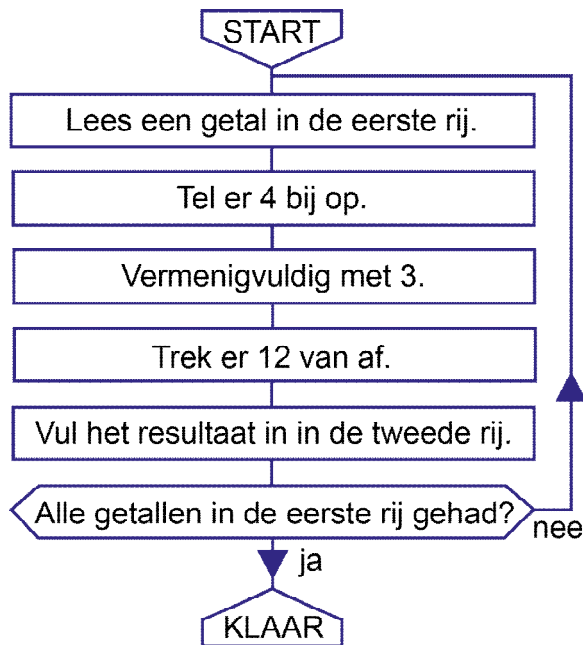 START
Lees een getal in de eerste rij.
Tel er 4 bij op.
Vermenigvuldig met 3.
Trek er 12 van af.
Vul het resultaat in in de tweede rij.
Alle getallen in de eerste rij gehad?
nee
ja
KLAAR